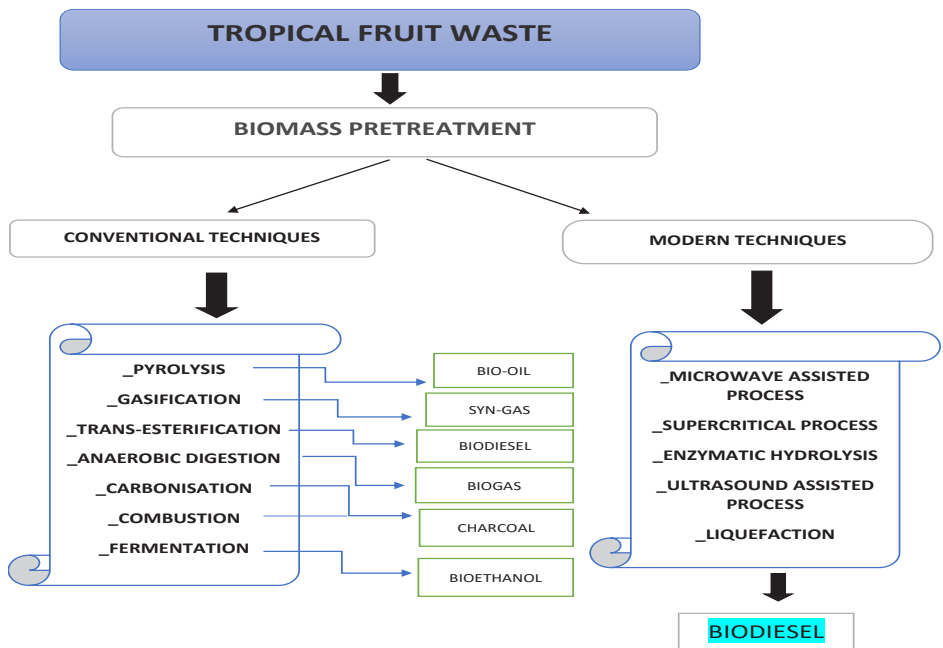 TROPICAL FRUIT WASTE
BIOMASS PRETREATMENT
CONVENTIONAL TECHNIQUES
MODERN TECHNIQUES
_PYROLYSIS
_GASIFICATION
_TRANS-ESTERIFICATION
_ANAEROBIC DIGESTION
_CARBONISATION
_COMBUSTION
_FERMENTATION
BIO-OIL
SYN-GAS
BIODIESEL
BIOGAS
CHARCOAL
BIOETHANOL
_MICROWAVE ASSISTED
PROCESS
_SUPERCRITICAL PROCESS
_ENZYMATIC HYDROLYSIS
_ULTRASOUND ASSISTED
PROCESS
_LIQUEFACTION
BIODIESEL